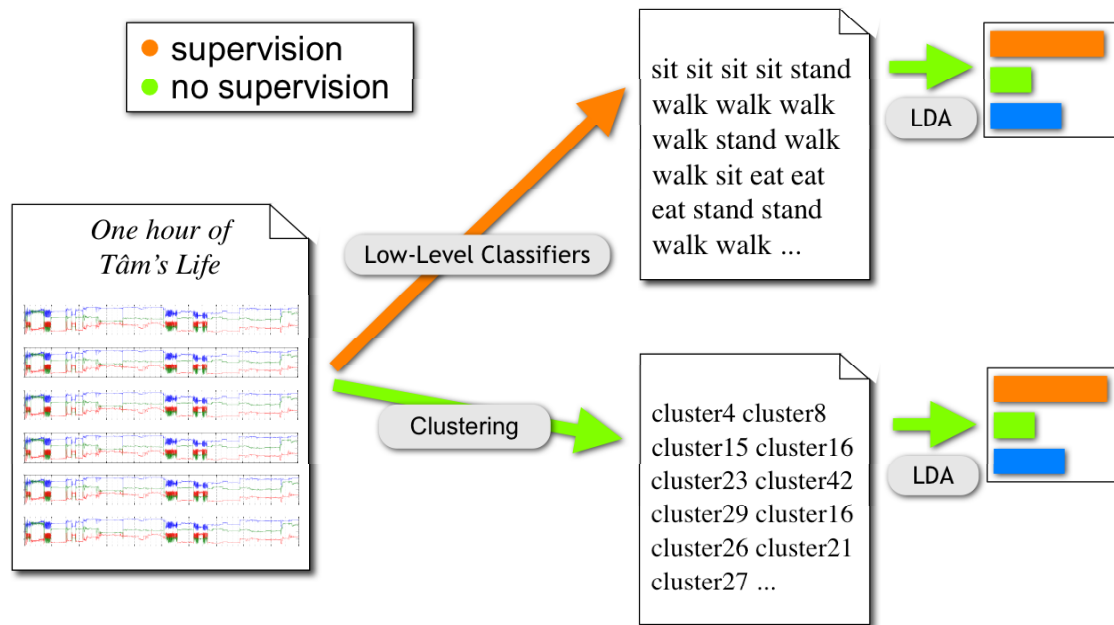 supervision
no supervision
One hour of
Tâm's Life
Low-Level Classifiers
Clustering
sit sit sit sit stand
walk walk walk
walk stand walk
walk sit eat eat
eat stand stand
walk walk ...
LDA
cluster4 cluster8
cluster15 cluster16
cluster23 cluster42
cluster29 cluster16
cluster26 cluster21
cluster27 ...
LDA